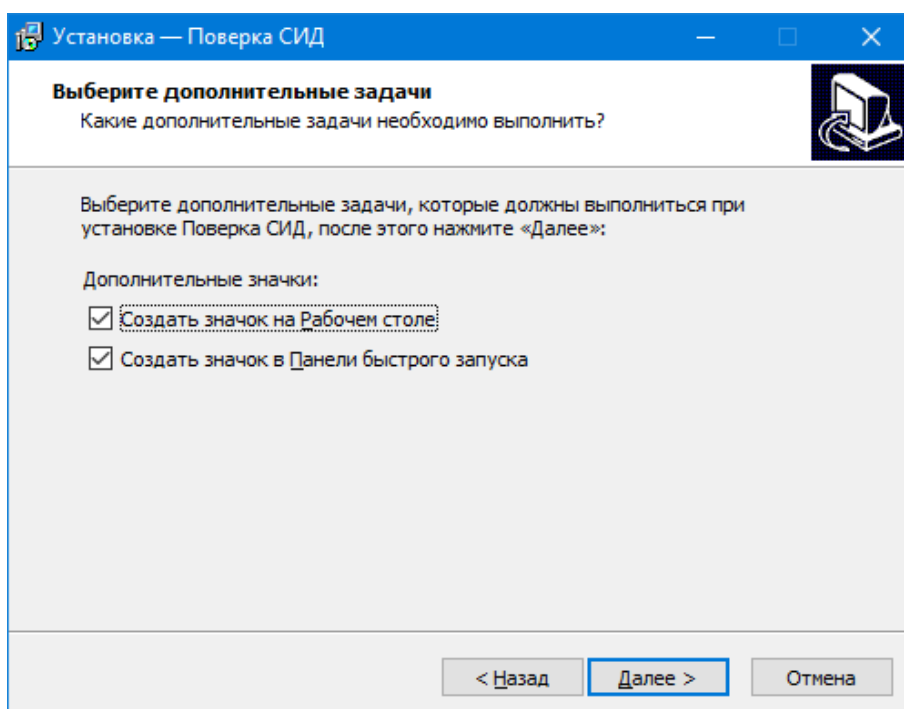 Установка — Поверка СИД
Выберите дополнительные задачи
Какие дополнительные задачи необходимо выполнить?
Выберите дополнительные задачи, которые должны выполниться при
установке Поверка СИД, после этого нажмите «Далее»:
Дополнительные значки:
Создать значок на Рабочем столе
Создать значок в Панели быстрого запуска
< Назад Далее > Отмена